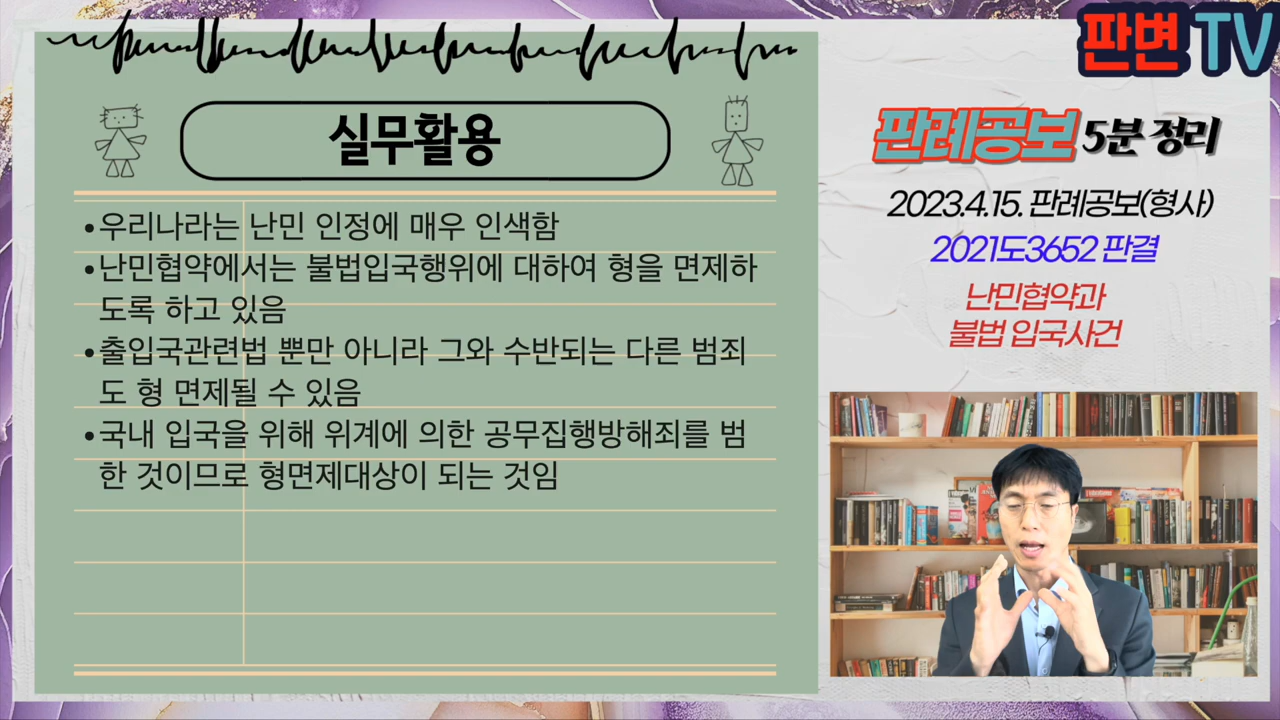 판변 TV
실무활용
•우리나라는 난민 인정에 매우 인색함
•난민협약에서는 불법입국행위에 대하여 형을 면제하
도록 하고 있음
•출입국관련법 뿐만 아니라 그와 수반되는 다른 범죄
도 형 면제될 수 있음
•국내 입국을 위해 위계에 의한 공무집행방해죄를 범
한 것이므로 형면제대상이 되는 것임
판례공보 5분 정리
2023.4.15. 판례공보(형사)
2021도3652 판결
난민협약과
불법 입국사건